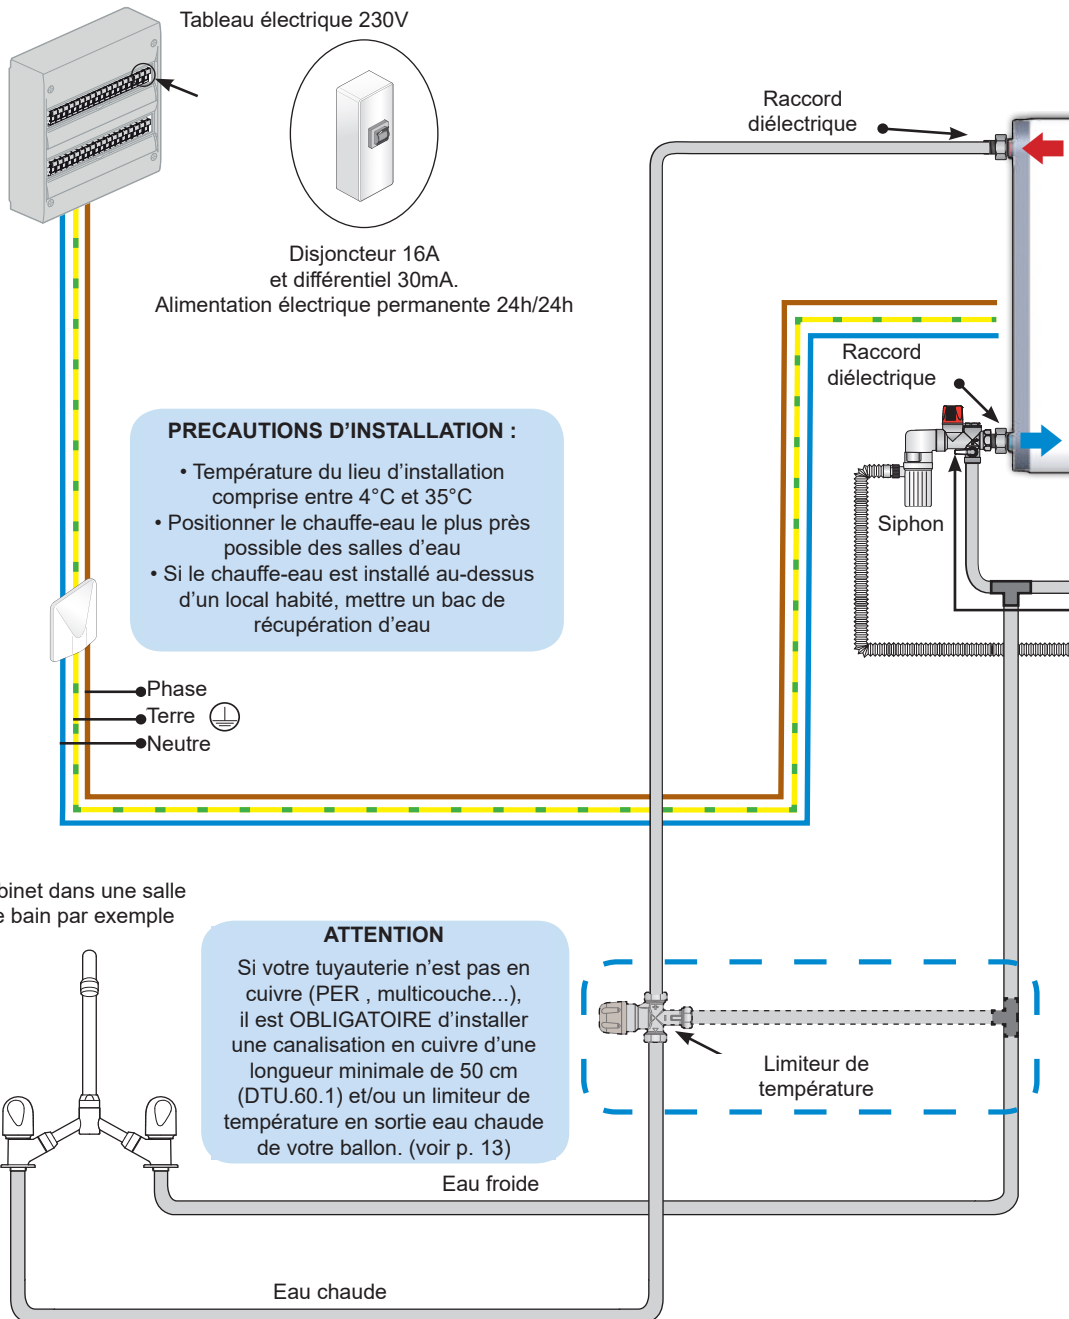 Tableau électrique 230V
Raccord
diélectrique
Disjoncteur 16A
et différentiel 30mA.
Alimentation électrique permanente 24h/24h
Raccord
diélectrique
PRECAUTIONS D’INSTALLATION :
• Température du lieu d’installation
comprise entre 4°C et 35°C
• Positionner le chauffe-eau le plus près
possible des salles d’eau
• Si le chauffe-eau est installé au-dessus
d’un local habité, mettre un bac de
récupération d’eau
Siphon
Phase
Terre
Neutre
binet dans une salle
e bain par exemple
ATTENTION
Si votre tuyauterie n’est pas en
cuivre (PER , multicouche...),
il est OBLIGATOIRE d’installer
une canalisation en cuivre d’une
longueur minimale de 50 cm
(DTU.60.1) et/ou un limiteur de
température en sortie eau chaude
de votre ballon. (voir p. 13)
Limiteur de
température
Eau froide
Eau chaude